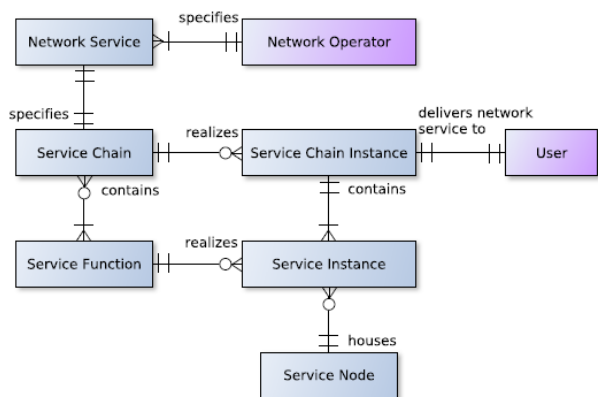 specifies
Network Service
Network Operator
specifies
delivers network
service to
realizes
Service Chain
Service Chain Instance
User
contains
contains
realizes
Service Function
Service Instance
houses
Service Node